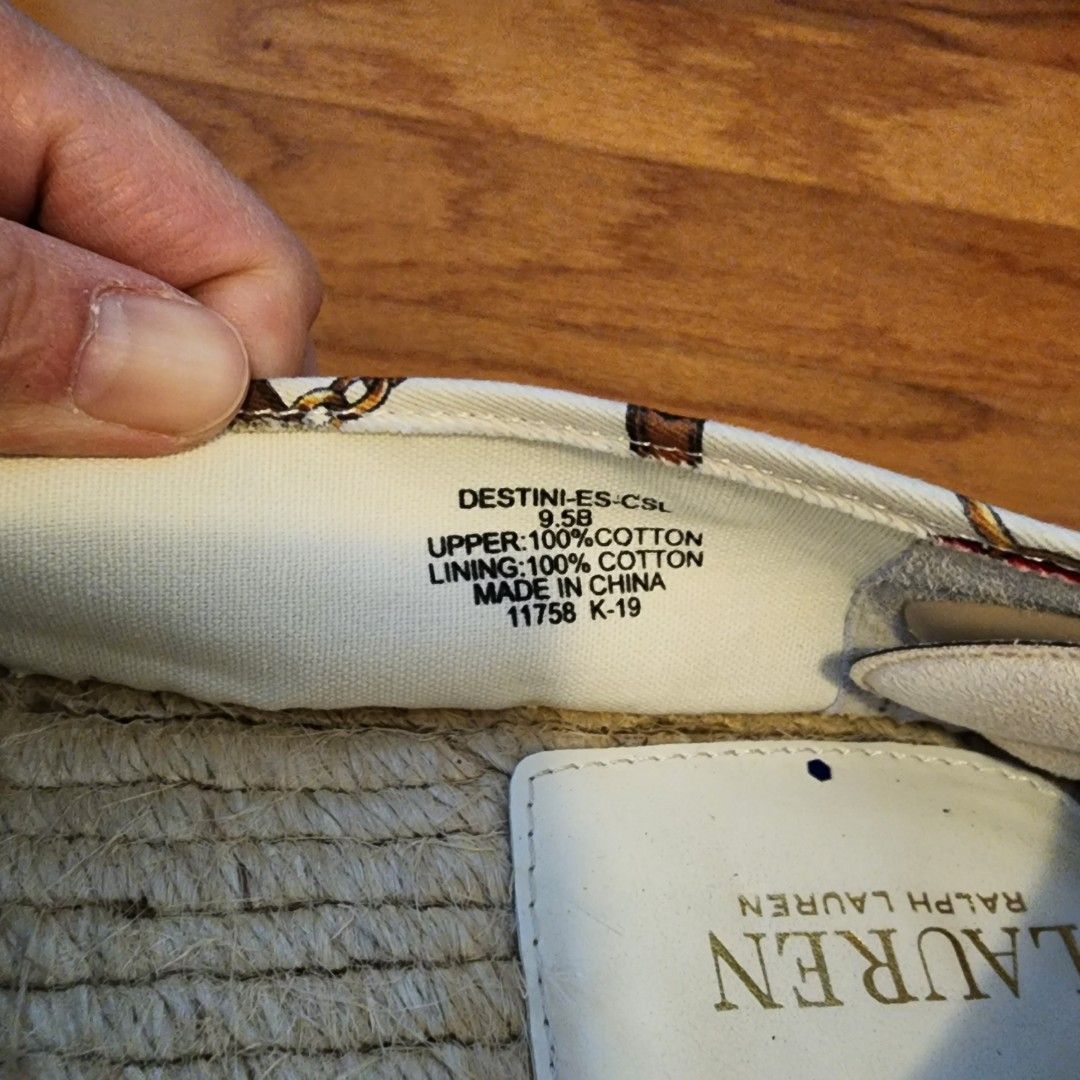 DESTINI-ES-CSL
9.5B
UPPER:100%COTTON
LINING:100% COTTON
MADE IN CHINA
11758 K-19
LAUREN
RALPH LAUREN